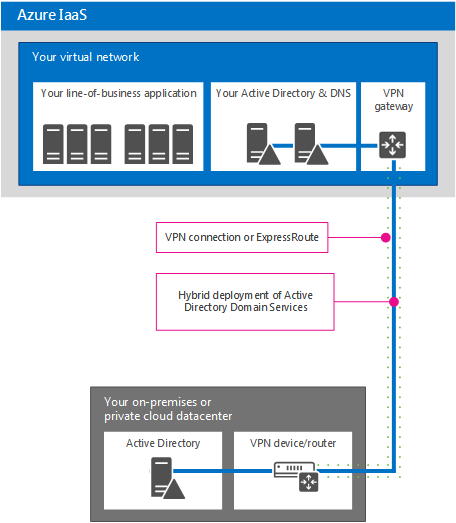 Azure IaaS
Your virtual network
Your line-of-business application
Your Active Directory & DNS
VPN
gateway
VPN connection or ExpressRoute
Hybrid deployment of Active
Directory Domain Services
Your on-premises or
private cloud datacenter
Active Directory
VPN device/router